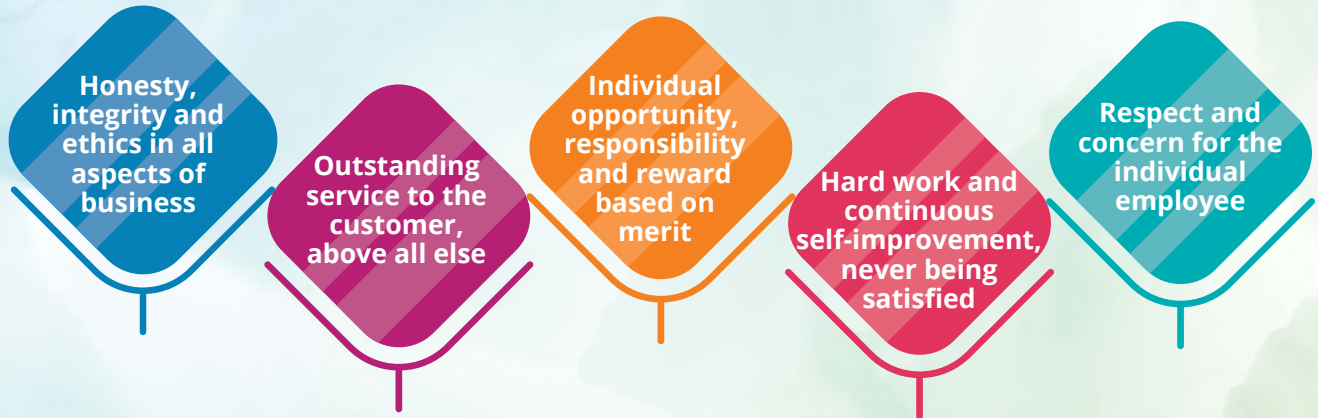 Honesty,
integrity and
ethics in all
aspects of
business
Outstanding
service to the
customer,
above all else
Individual
opportunity,
responsibility
and reward
based on
merit
Hard work and
continuous
self-improvement,
never being
satisfied
Respect and
concern for the
individual
employee